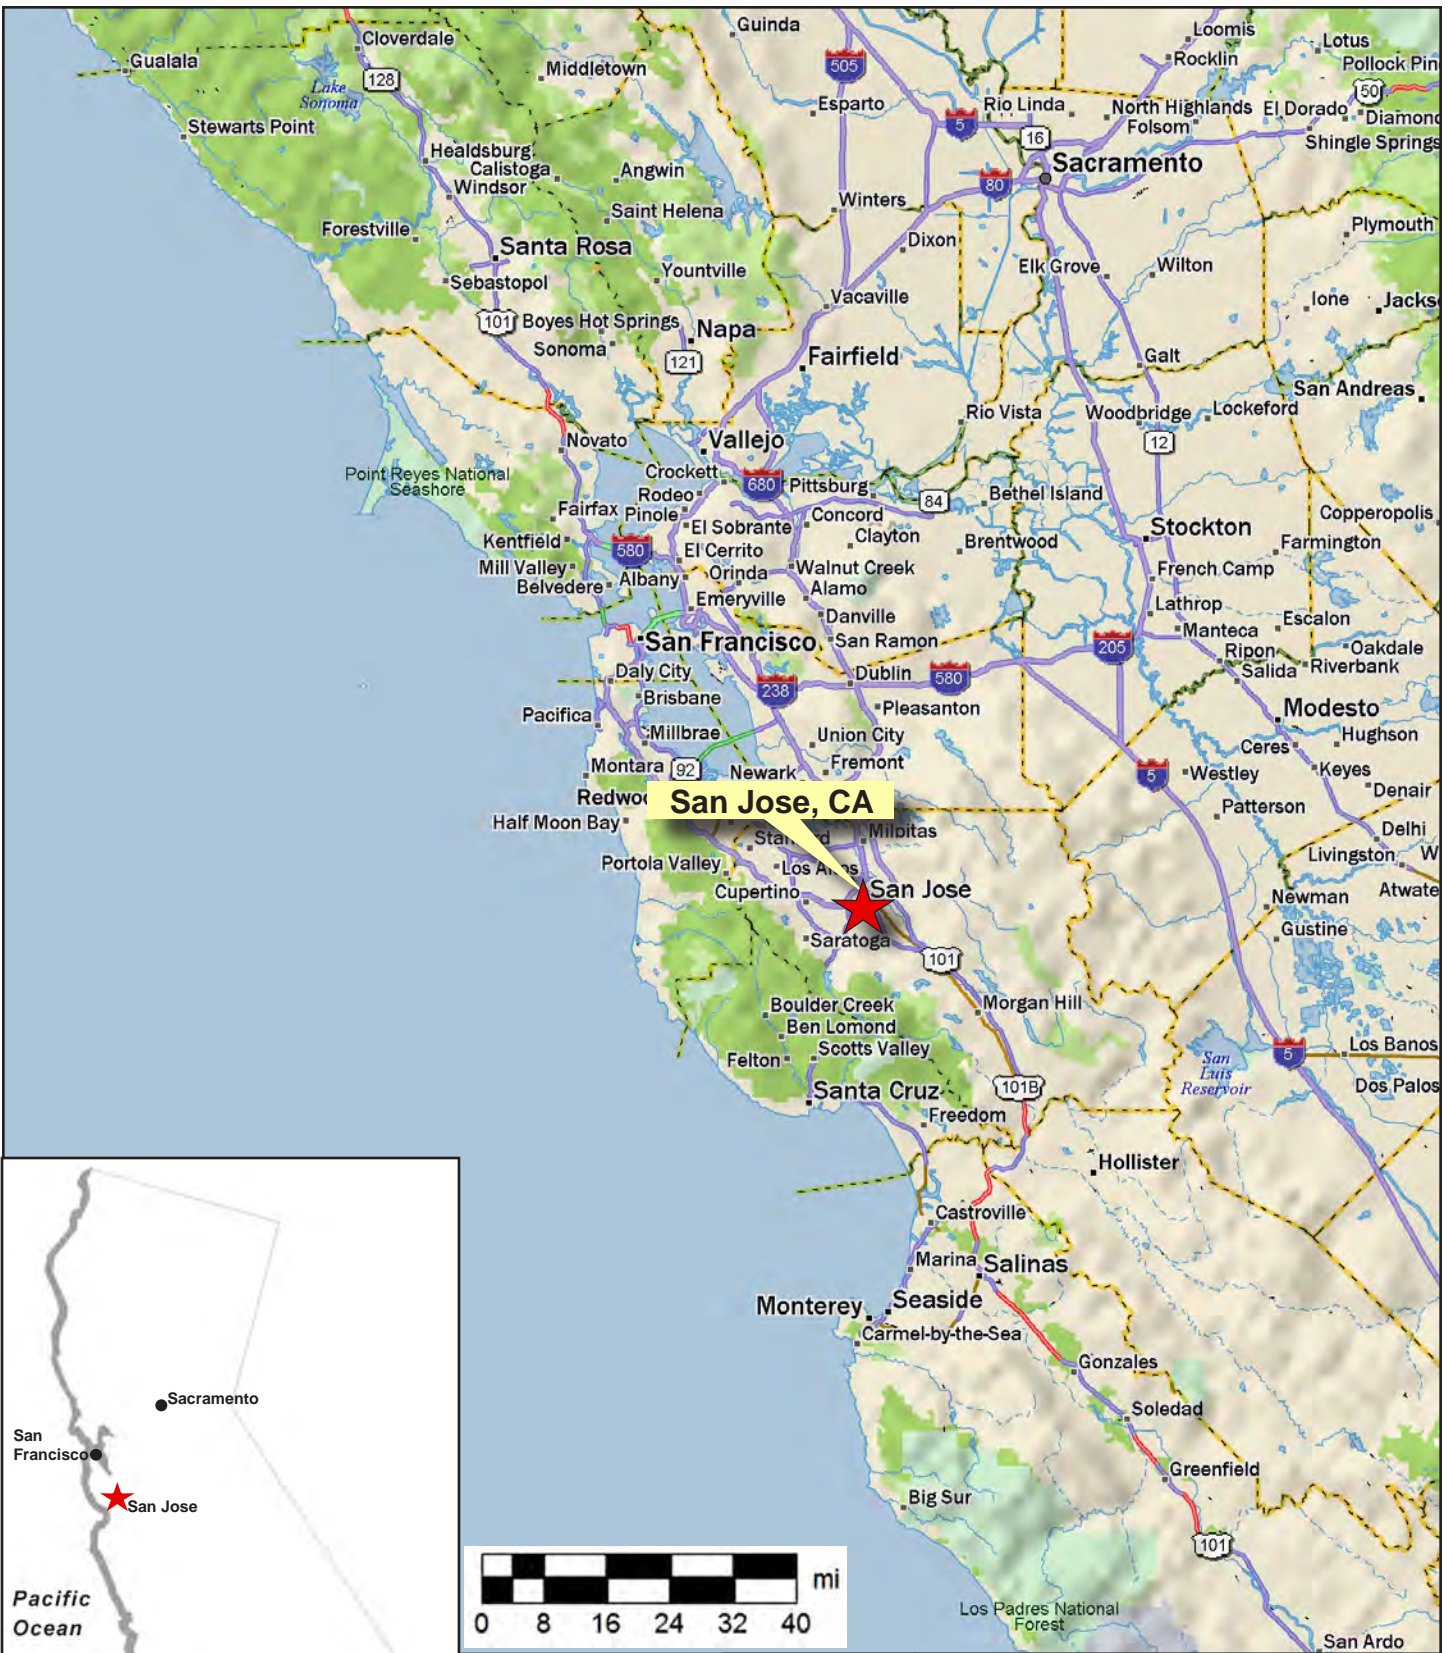 Guinda
Loomis
Lotus
Cloverdale
Rocklin
Gualala
Middletown
505
Pollock Pin
128
Lake
Sonoma
50
Esparto
Rio Linda
North Highlands
El Dorado
Diamond
Stewarts Point
5
Folsom
16
Shingle Springs
Healdsburg
Calistoga
Angwin
Sacramento
Windsor
80
Winters
Saint Helena
Forestville
Plymouth
Santa Rosa
Dixon
Elk Grove
Wilton
Sebastopol
Yountville
Vacaville
Ione
Jackso
101
Boyes Hot Springs
Napa
Sonoma
121
Fairfield
Galt
San Andreas
Rio Vista
Woodbridge
Lockeford
Novato
Vallejo
12
Point Reyes National
Seashore
Crockett
680
Pittsburg
Rodeo
84
Bethel Island
Fairfax
Pinole
Concord
Copperopolis
El Sobrante
Stockton
Kentfield
Clayton
Brentwood
Farmington
580
El Cerrito
Mill Valley
Orinda
Walnut Creek
French Camp
Belvedere
Albany
Alamo
Emeryville
Danville
Lathrop
Escalon
San Francisco
San Ramon
Manteca
205
Ripon
Oakdale
Daly City
Dublin
580
Salida
Riverbank
238
Brisbane
Pleasanton
Modesto
Pacifica
Millbrae
Union City
Ceres
Hughson
Montara
92
Newark
Fremont
5
Westley
Keyes
Denair
Redwo
San Jose, CA
Patterson
Half Moon Bay
Milpitas
Delhi
Stanford
Livingston
W
Portola Valley
Los Altos
Cupertino
San Jose
Newman
Atwate
Saratoga
Gustine
101
Boulder Creek
Morgan Hill
Ben Lomond
Felton
Scotts Valley
San
Luis
Reservoir
5
Los Banos
Santa Cruz
101B
Dos Palos
Freedom
Hollister
Castroville
Marina
Salinas
Monterey
Seaside
Carmel-by-the-Sea
Gonzales
Soledad
Greenfield
Big Sur
101
Los Padres National
Forest
San Ardo
Sacramento
San
Francisco
San Jose
Pacific
Ocean
mi
0 8 16 24 32 40